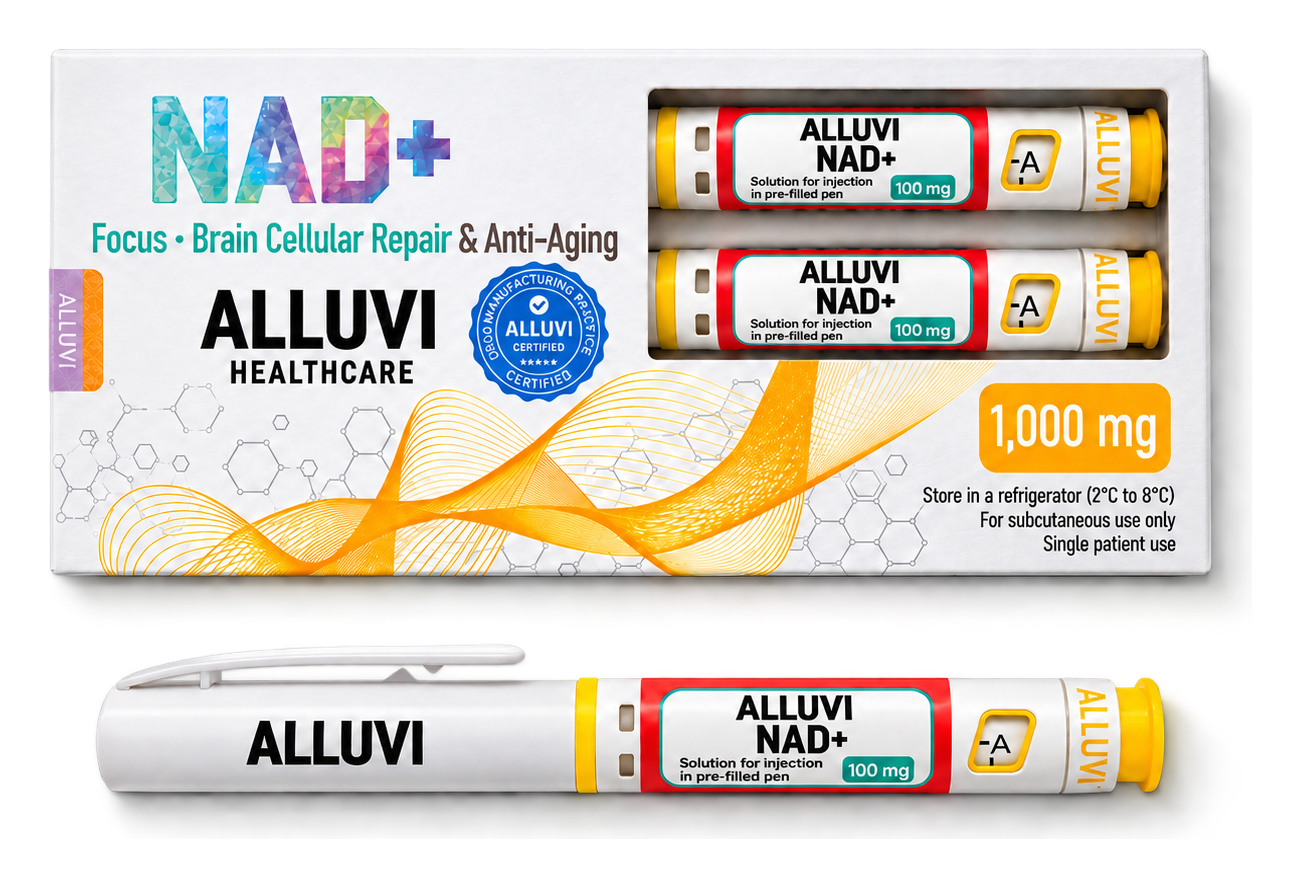 NAD+
Focus • Brain Cellular Repair & Anti-Aging
ALLUVI
ALLUVI
HEALTHCARE
MANUFACTURING
ALLUVI
CERTIFIED
CERTIFIED
ALLUVI
NAD+
Solution for injection
in pre-filled pen
100 mg
-A
ALLUVI
ALLUVI
NAD+
Solution for injection
in pre-filled pen
100 mg
-A
ALLUVI
1,000 mg
Store in a refrigerator (2°C to 8°C)
For subcutaneous use only
Single patient use
ALLUVI
ALLUVI
NAD+
Solution for injection
in pre-filled pen
100 mg
-A
ALLUVI